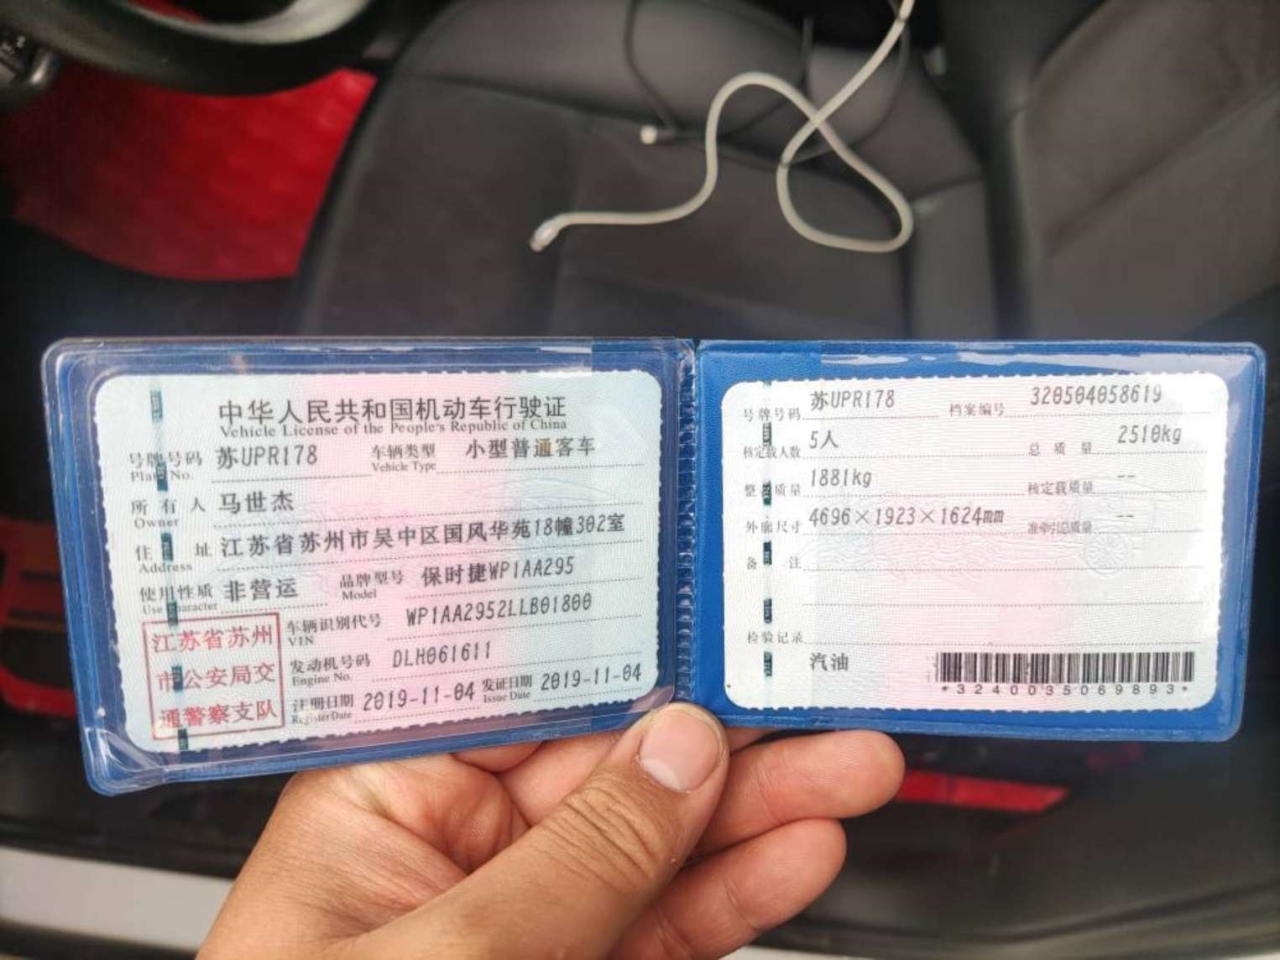 中华人民共和国机动车行驶证
Vehicle License of the People's Republic of China
号牌号码 苏UPR178 车辆类型 小型普通客车
Plate No. Vehicle Type
所有人 马世杰
Owner
住址 江苏省苏州市吴中区国风华苑18幢302室
Address
使用性质 非营运 品牌型号 保时捷WP1AA295
Use Character Model
江苏省苏州
市公安局交
通警察支队
车辆识别代号 WP1AA2952LLB01800
VIN
发动机号码 DLH061611
Engine No.
注册日期 2019-11-04 发证日期 2019-11-04
Register Date Issue Date
号牌号码 苏UPR178 档案编号 320504058619
核定载人数 5人 总质量 2510kg
整备质量 1881kg 核定载质量 --
外廓尺寸 4696×1923×1624mm 准牵引总质量 --
备注
检验记录
汽油
*3240035069893*